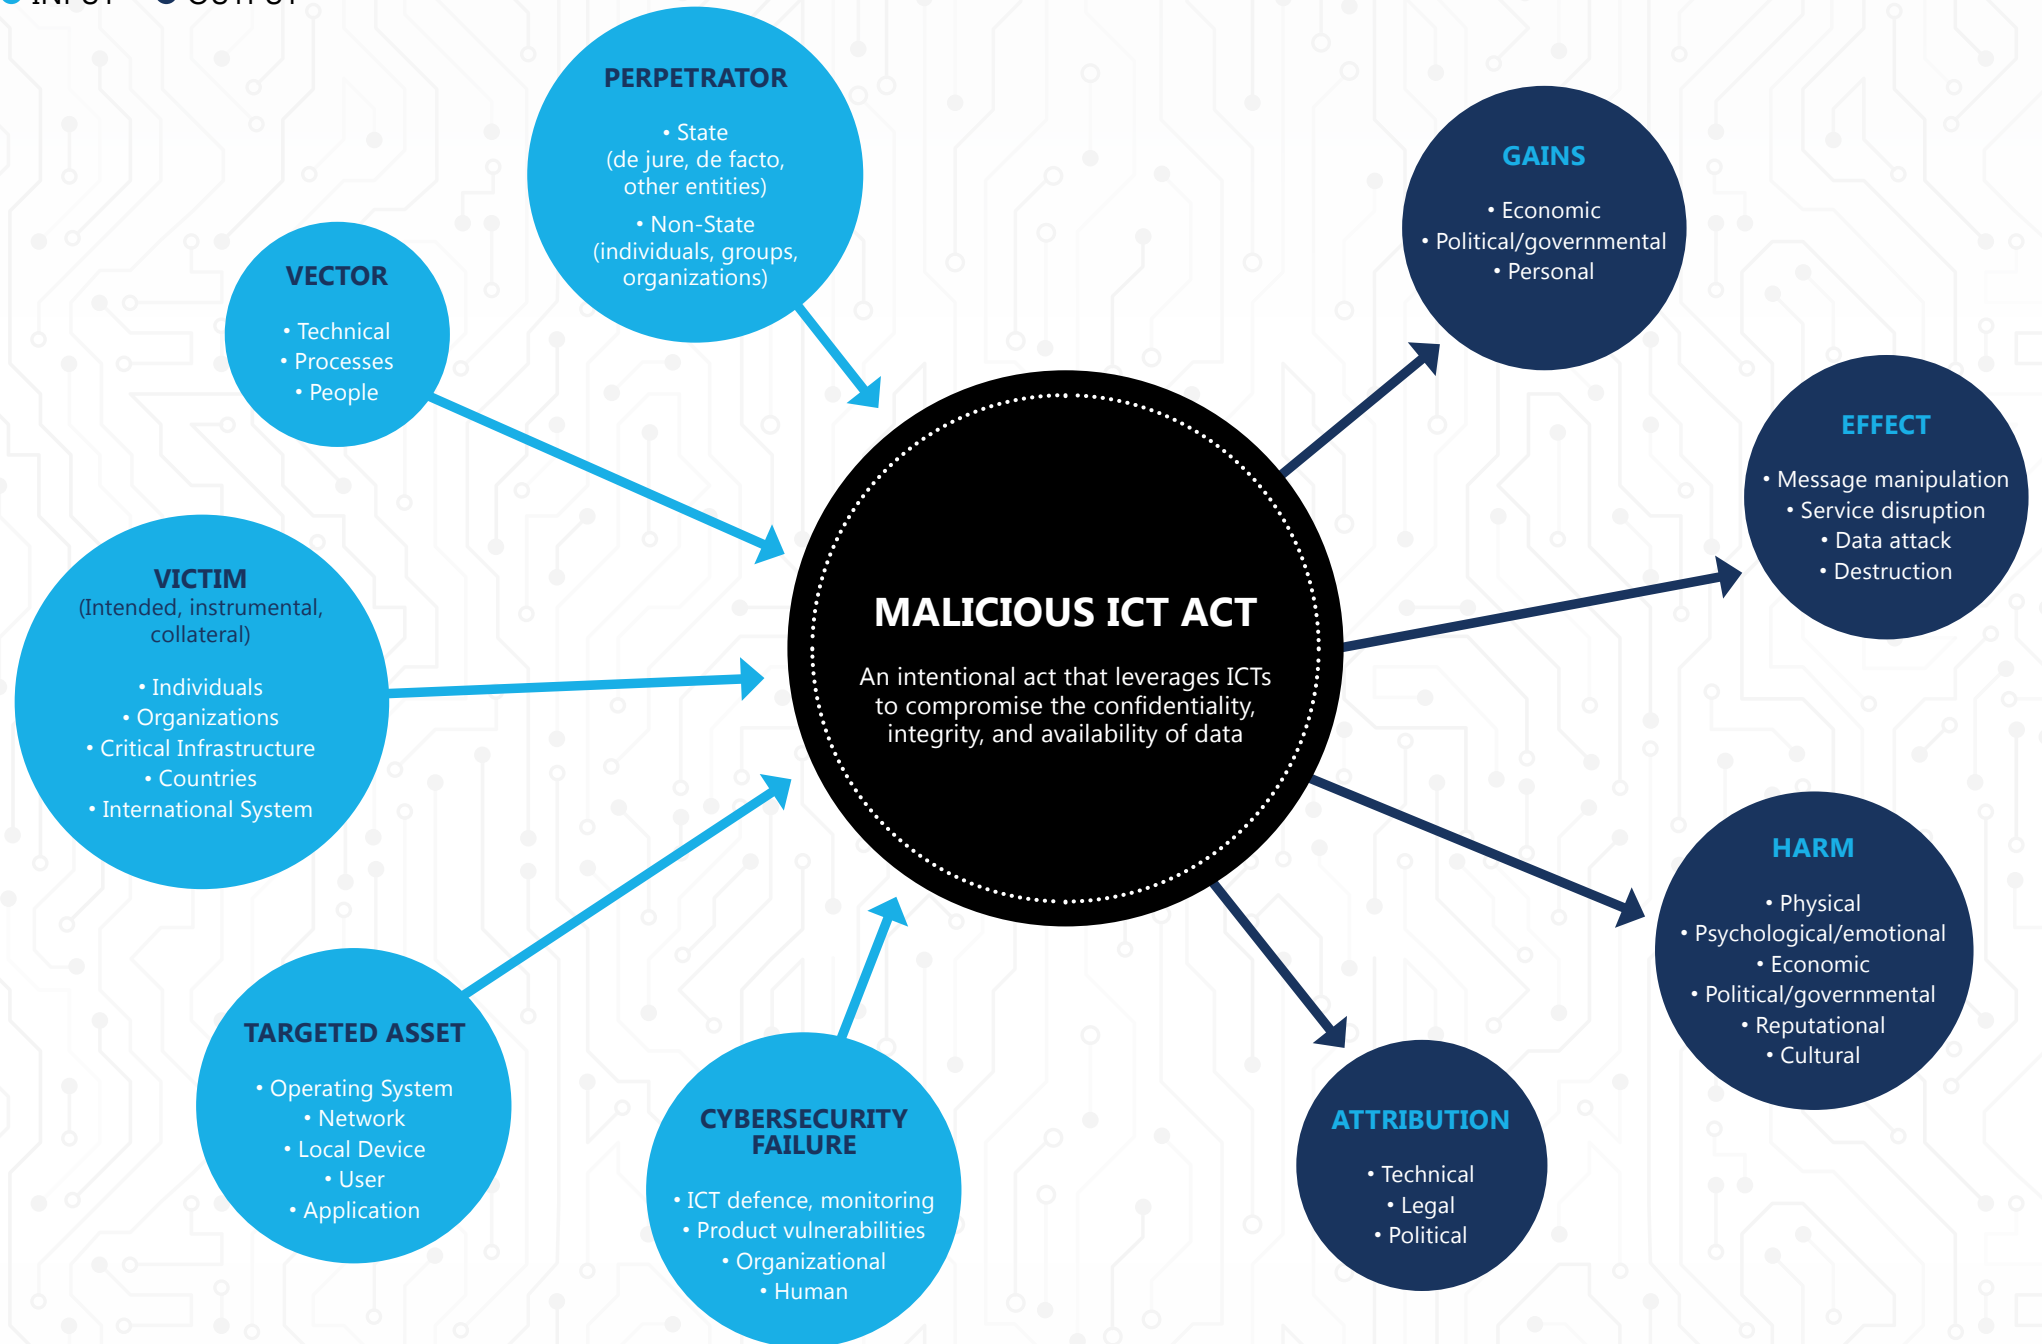 INPUT
OUTPUT
PERPETRATOR
• State
(de jure, de facto,
other entities)
• Non-State
(individuals, groups,
organizations)
VECTOR
• Technical
• Processes
• People
VICTIM
(Intended, instrumental,
collateral)
• Individuals
• Organizations
• Critical Infrastructure
• Countries
• International System
TARGETED ASSET
• Operating System
• Network
• Local Device
• User
• Application
CYBERSECURITY
FAILURE
• ICT defence, monitoring
• Product vulnerabilities
• Organizational
• Human
MALICIOUS ICT ACT
An intentional act that leverages ICTs
to compromise the confidentiality,
integrity, and availability of data
GAINS
• Economic
• Political/governmental
• Personal
EFFECT
• Message manipulation
• Service disruption
• Data attack
• Destruction
HARM
• Physical
• Psychological/emotional
• Economic
• Political/governmental
• Reputational
• Cultural
ATTRIBUTION
• Technical
• Legal
• Political